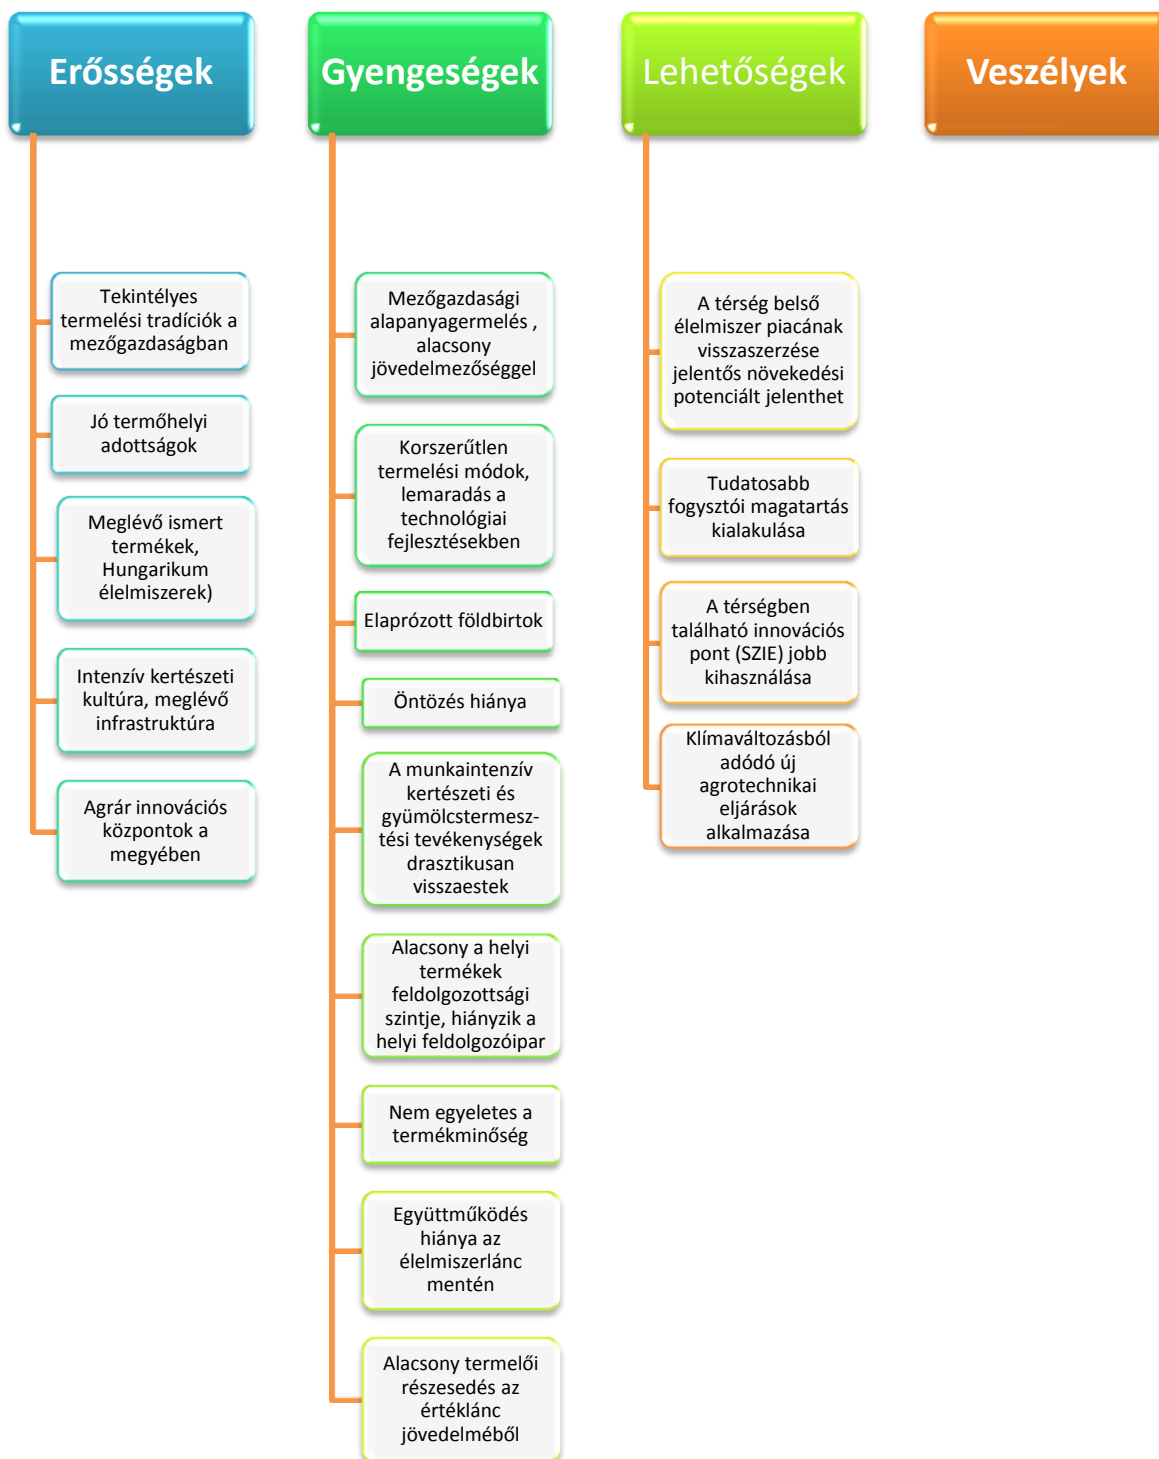 Erősségek
Tekintélyes
termelési tradíciók a
mezőgazdaságban
Jó termőhelyi
adottságok
Meglévő ismert
termékek,
Hungarikum
élelmiszerek)
Intenzív kertészeti
kultúra, meglévő
infrastruktúra
Agrár innovációs
központok a
megyében
Gyengeségek
Mezőgazdasági
alapanyagermelés ,
alacsony
jövedelmezőséggel
Korszerűtlen
termelési módok,
lemaradás a
technológiai
fejlesztésekben
Elaprózott földbirtok
Öntözés hiánya
A munkaintenzív
kertészeti és
gyümölcstermesz-
tési tevékenységek
drasztikusan
visszaestek
Alacsony a helyi
termékek
feldolgozottsági
szintje, hiányzik a
helyi feldolgozóipar
Nem egyeletes a
termékminőség
Együttműködés
hiánya az
élelmiszerlánc
mentén
Alacsony termelői
részesedés az
értéklánc
jövedelméből
Lehetőségek
A térség belső
élelmiszer piacának
visszaszerzése
jelentős növekedési
potenciált jelenthet
Tudatosabb
fogysztói magatartás
kialakulása
A térségben
található innovációs
pont (SZIE) jobb
kihasználása
Klímaváltozásból
adódó új
agrotechnikai
eljárások
alkalmazása
Veszélyek